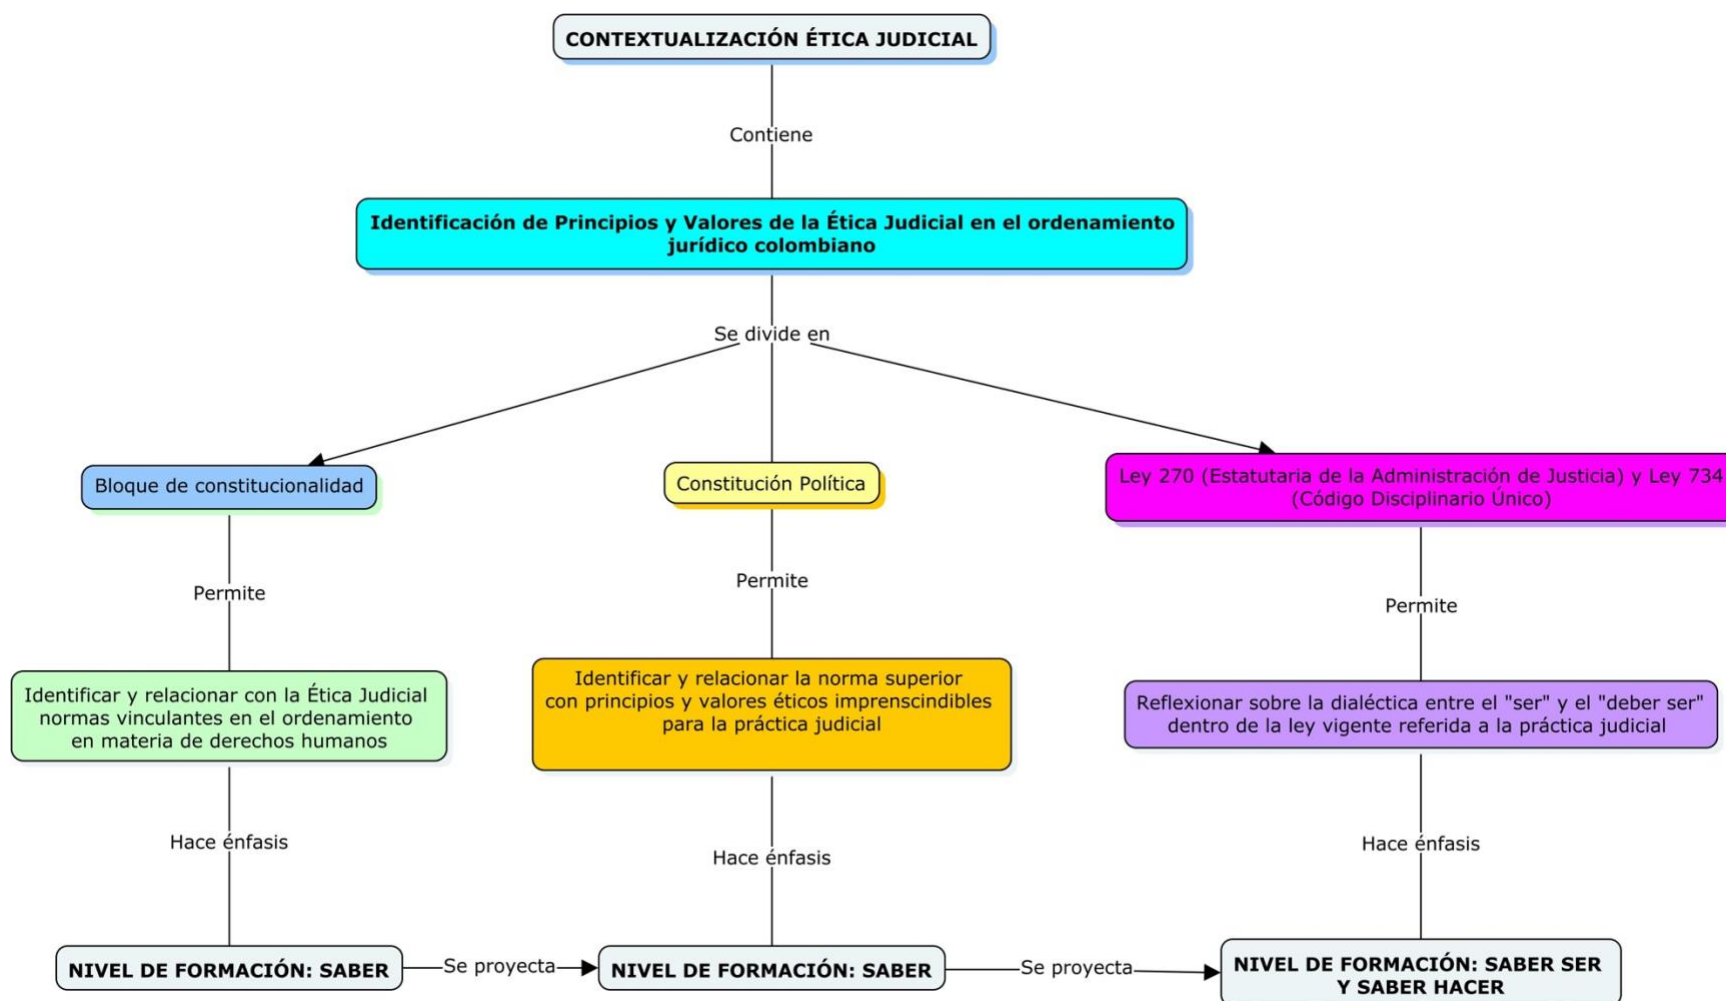 CONTEXTUALIZACIÓN ÉTICA JUDICIAL
Contiene
Identificación de Principios y Valores de la Ética Judicial en el ordenamiento
jurídico colombiano
Se divide en
Bloque de constitucionalidad
Constitución Política
Ley 270 (Estatutaria de la Administración de Justicia) y Ley 734
(Código Disciplinario Único)
Permite
Permite
Permite
Identificar y relacionar con la Ética Judicial
normas vinculantes en el ordenamiento
en materia de derechos humanos
Identificar y relacionar la norma superior
con principios y valores éticos imprenscindibles
para la práctica judicial
Reflexionar sobre la dialéctica entre el "ser" y el "deber ser"
dentro de la ley vigente referida a la práctica judicial
Hace énfasis
Hace énfasis
Hace énfasis
NIVEL DE FORMACIÓN: SABER
Se proyecta
NIVEL DE FORMACIÓN: SABER
Se proyecta
NIVEL DE FORMACIÓN: SABER SER
Y SABER HACER